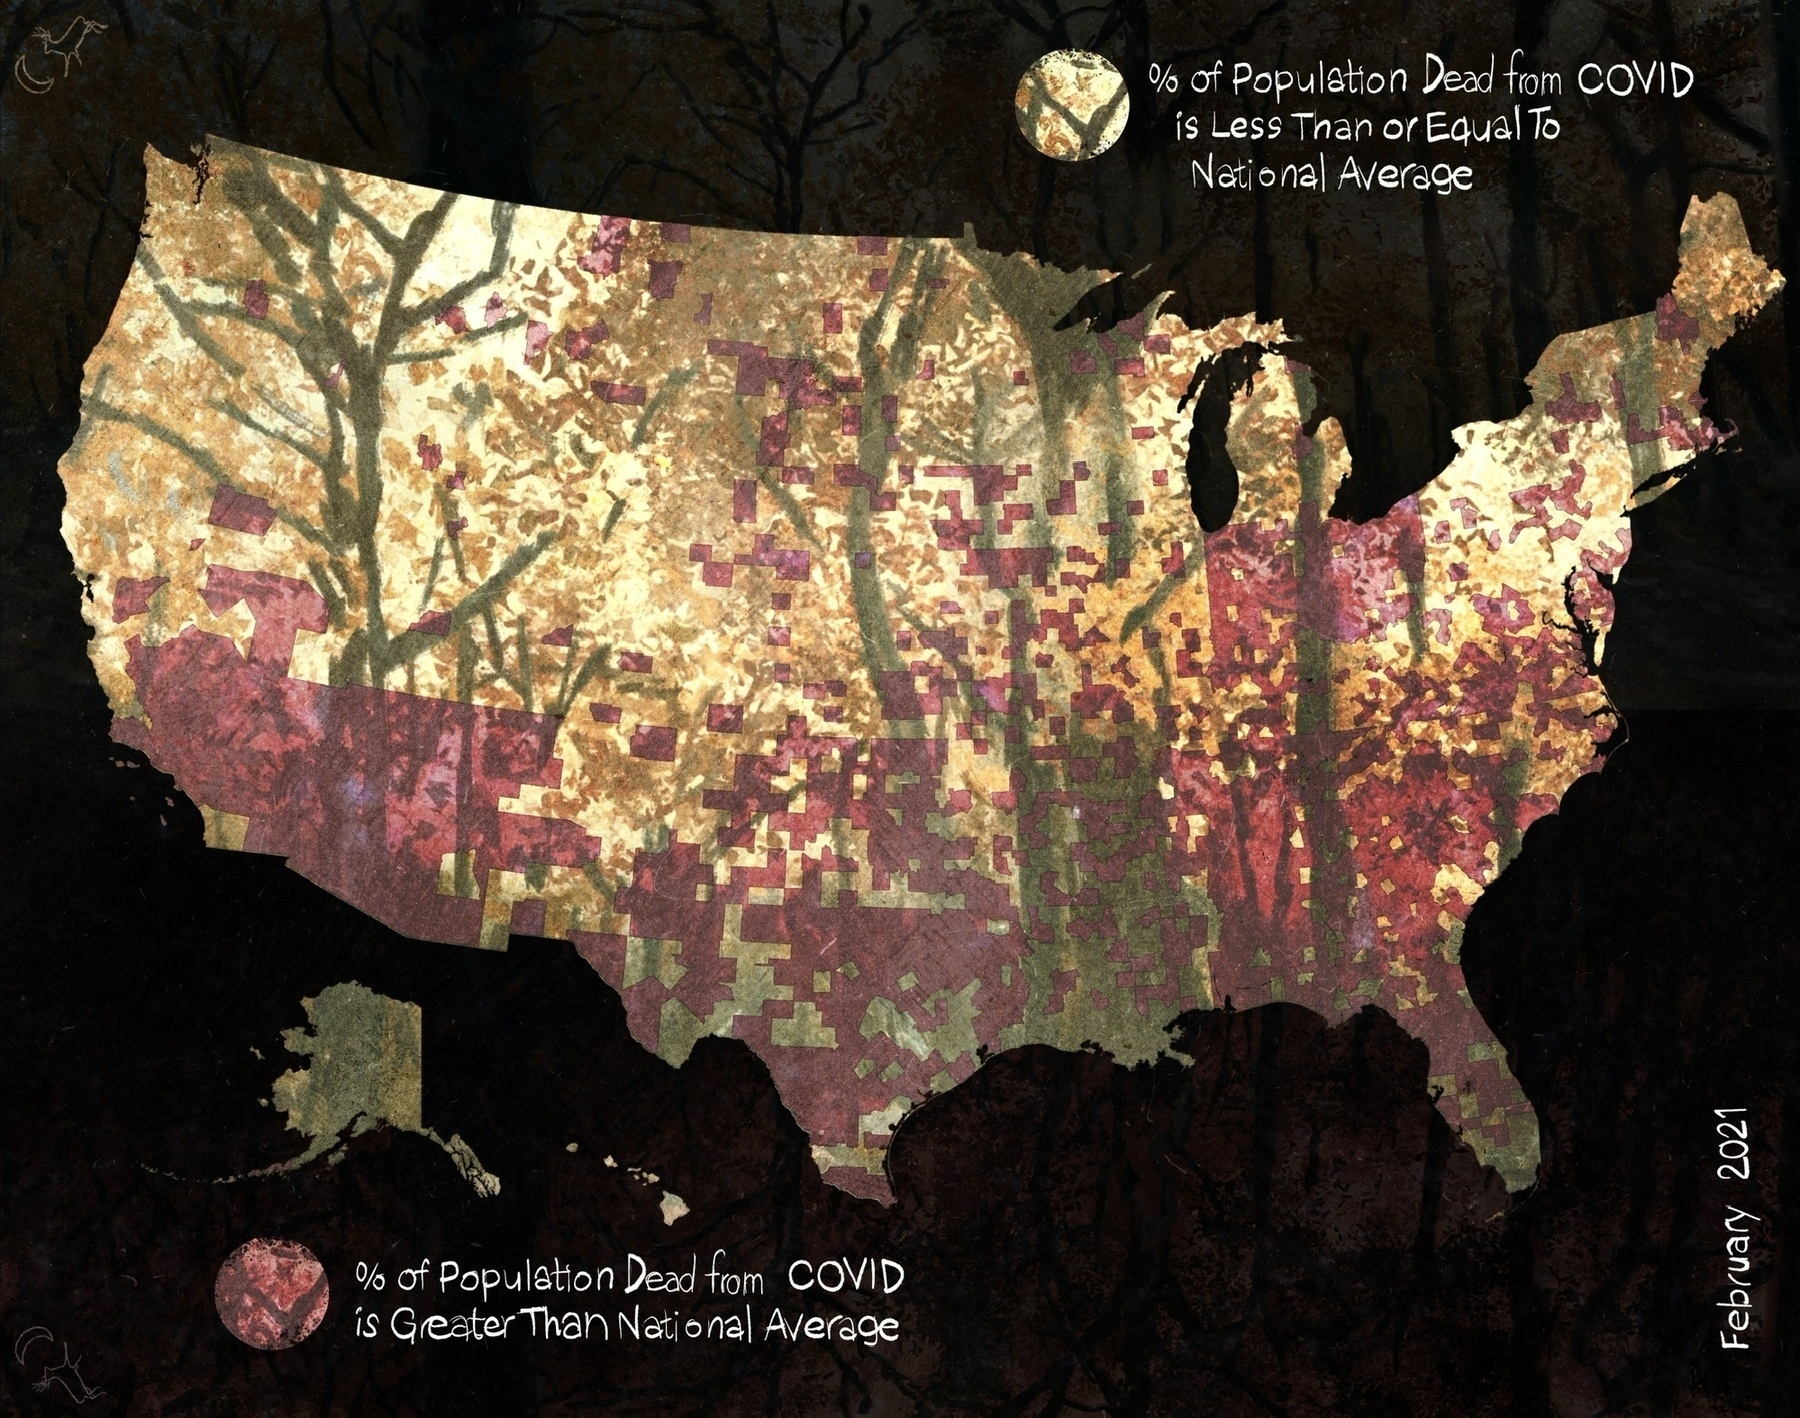 % of Population Dead from COVID
is Less Than or Equal To
National Average
% of Population Dead from COVID
is Greater Than National Average
February 2021